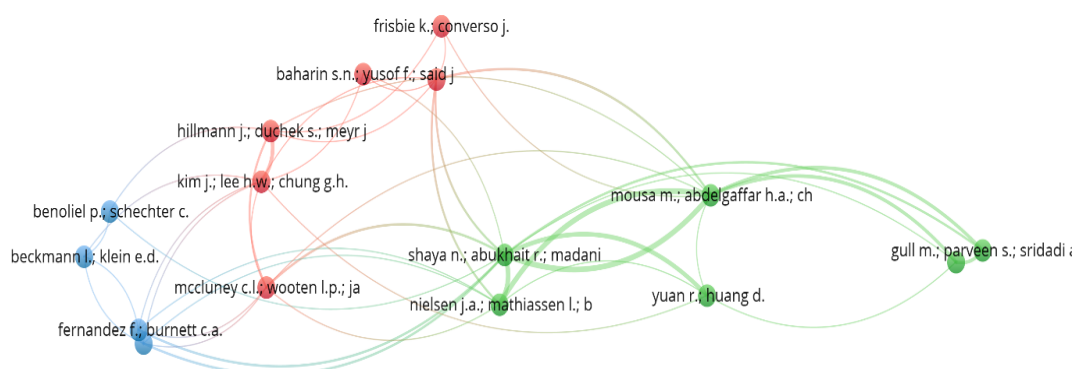 frisbie k.; converso j.
baharin s.n.; yusof f.; said j
hillmann j.; duchek s.; meyr j
kim j.; lee h.w.; chung g.h.
mousa m.; abdelgaffar h.a.; ch
benoliel p.; schechter c.
beckmann l.; klein e.d.
shaya n.; abukhait r.; madani
gull m.; parveen s.; sridadi a
mccluney c.l.; wooten l.p.; ja
yuan r.; huang d.
nielsen j.a.; mathiassen l.; b
fernandez f.; burnett c.a.